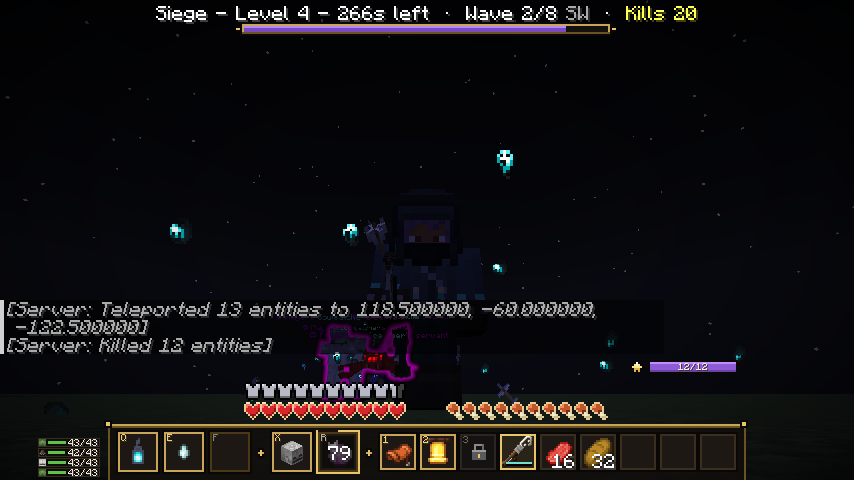 Siege - Level 4 - 266s left · Wave 2/8 SW · Kills 20
[Server: Teleported 13 entities to 118.500000, -60.000000,
-122.500000]
[Server: Killed 12 entities]
12/12
43/43
42/43
43/43
43/43
Q
E
F
X
R
79
1
2
3
16
32